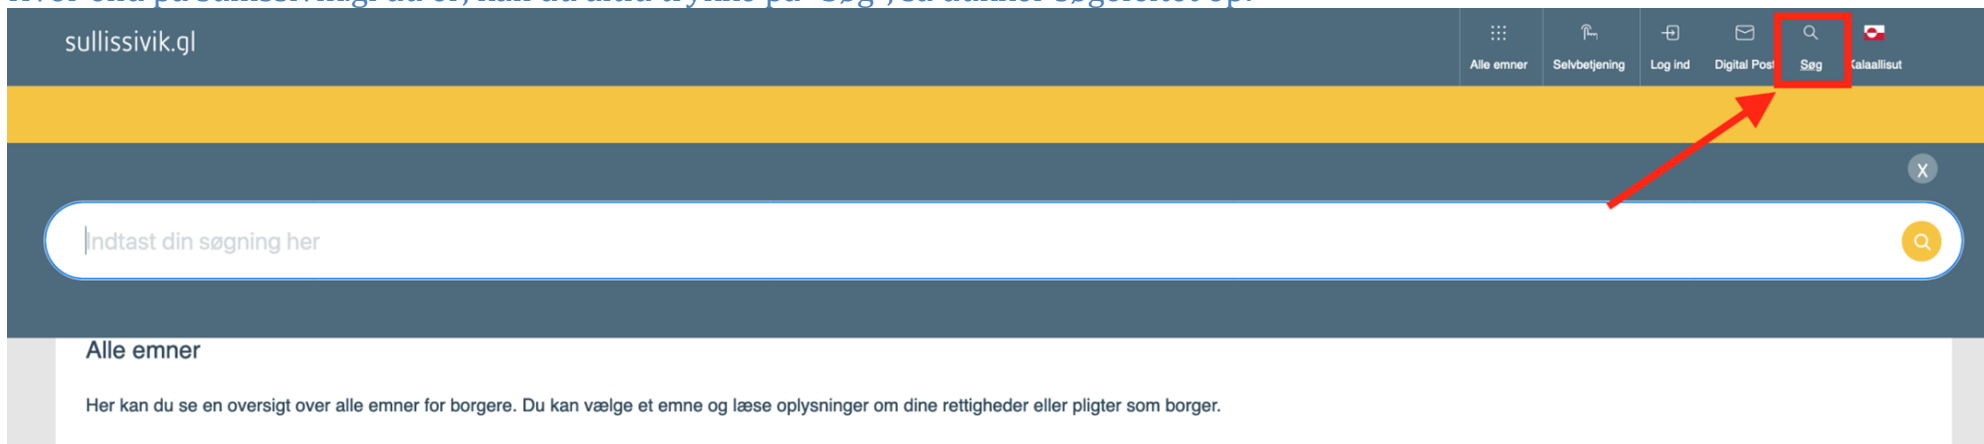 sullissivik.gl
Alle emner
Selvbetjening
Log ind
Digital Post
Søg
Kalaallisut
X
Indtast din søgning her
Alle emner
Her kan du se en oversigt over alle emner for borgere. Du kan vælge et emne og læse oplysninger om dine rettigheder eller pligter som borger.